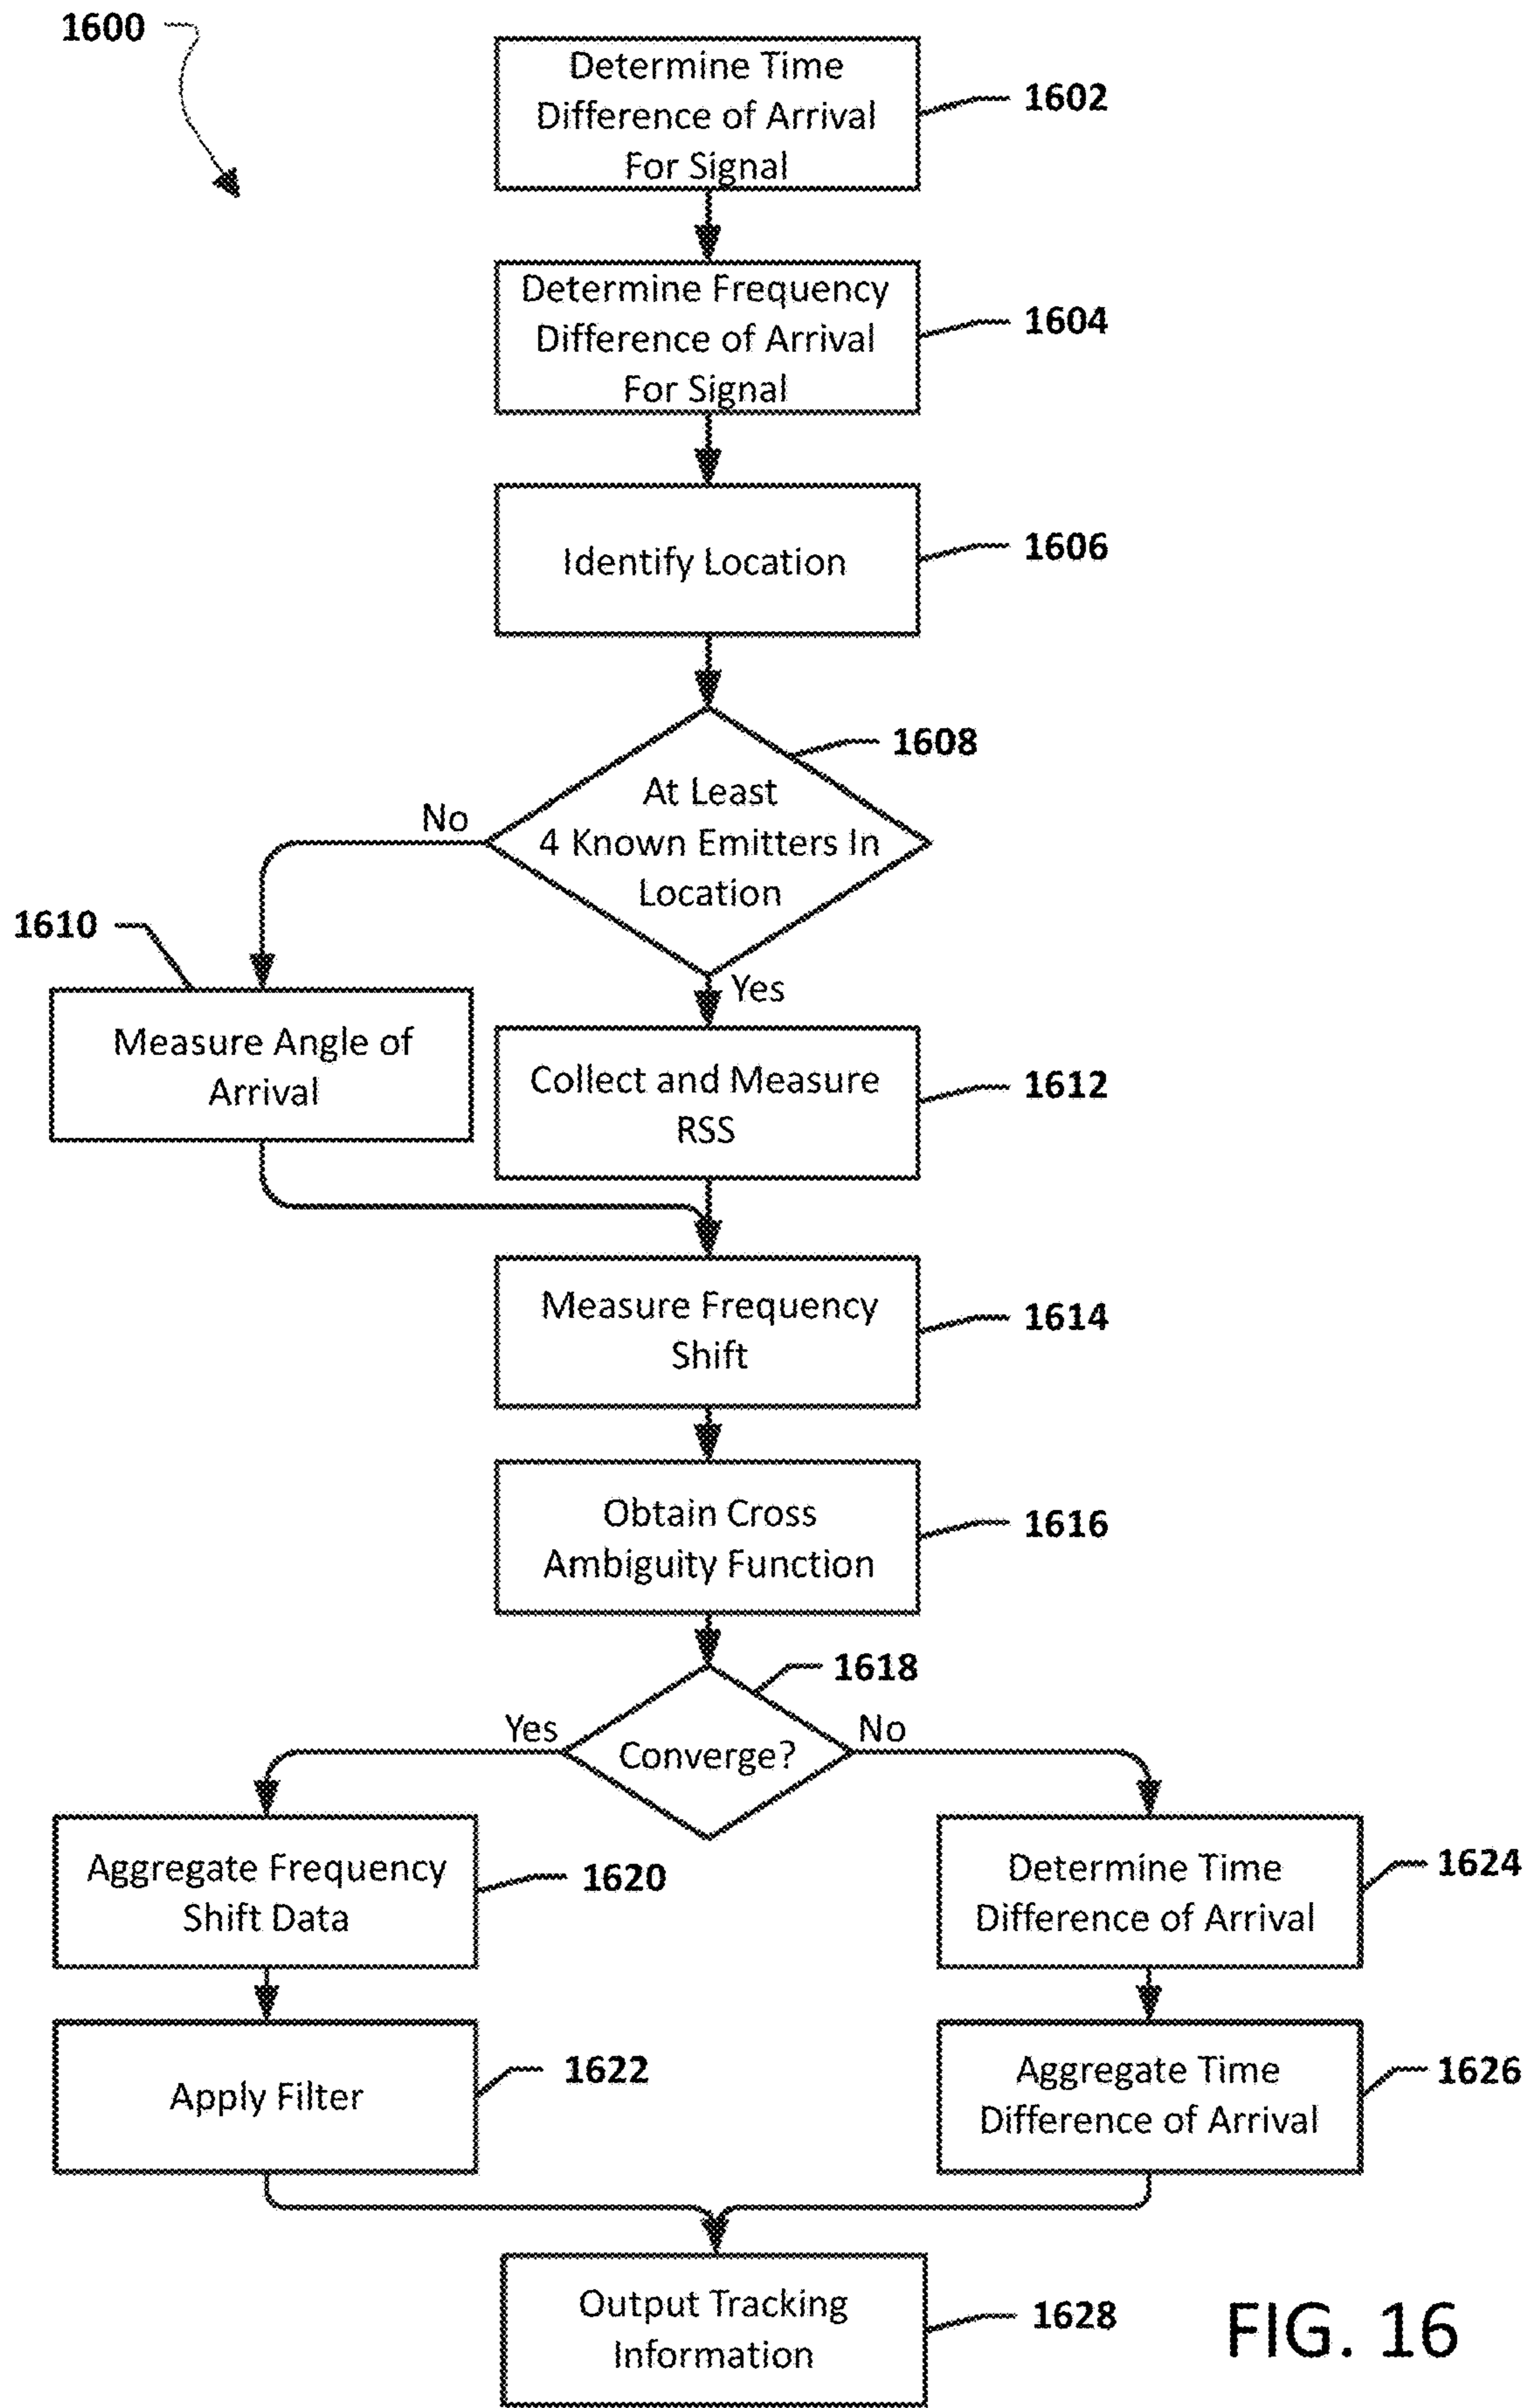 1600
Determine Time
Difference of Arrival
For Signal
1602
Determine Frequency
Difference of Arrival
For Signal
1604
Identify Location
1606
1608
At Least
4 Known Emitters In
Location
No
Yes
1610
Measure Angle of
Arrival
Collect and Measure
RSS
1612
Measure Frequency
Shift
1614
Obtain Cross
Ambiguity Function
1616
1618
Converge?
Yes
No
Aggregate Frequency
Shift Data
1620
Determine Time
Difference of Arrival
1624
Apply Filter
1622
Aggregate Time
Difference of Arrival
1626
Output Tracking
Information
1628
FIG. 16